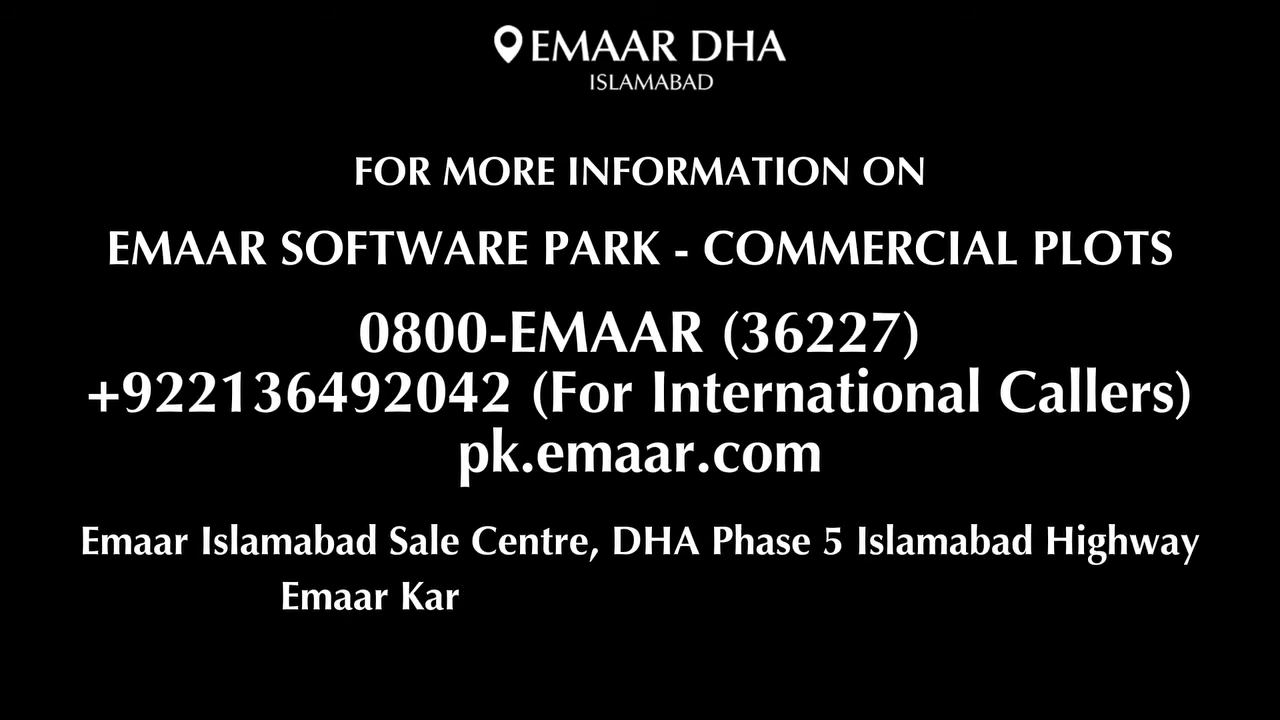 EMAAR DHA
ISLAMABAD
FOR MORE INFORMATION ON
EMAAR SOFTWARE PARK - COMMERCIAL PLOTS
0800-EMAAR (36227)
+922136492042 (For International Callers)
pk.emaar.com
Emaar Islamabad Sale Centre, DHA Phase 5 Islamabad Highway
Emaar Kar